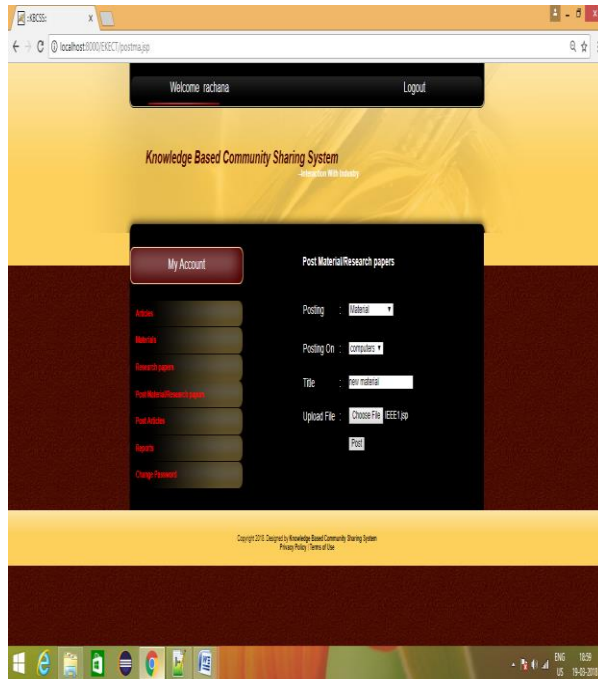 ::KBCSS:: x
localhost:8000/EKECT/postma.jsp
Welcome rachana Logout
Knowledge Based Community Sharing System
--Interaction With Industry
My Account
Post Material/Research papers
Articles
Materials
Research papers
Post Material/Research papers
Post Articles
Reports
Change Password
Posting : Material
Posting On : computers
Title : new material
Upload File : Choose File IEEE1.jsp
Post
Copyright 2018. Designed by Knowledge Based Community Sharing System
Privacy Policy | Terms of Use
ENG 18:59
US 19-03-2018